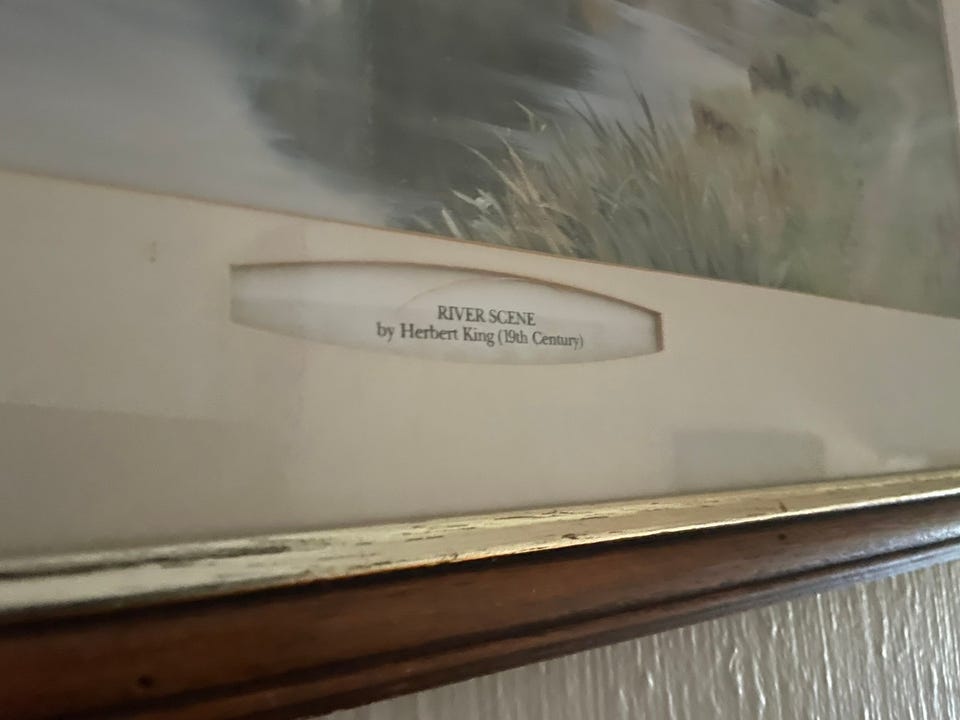 RIVER SCENE
by Herbert King (19th Century)